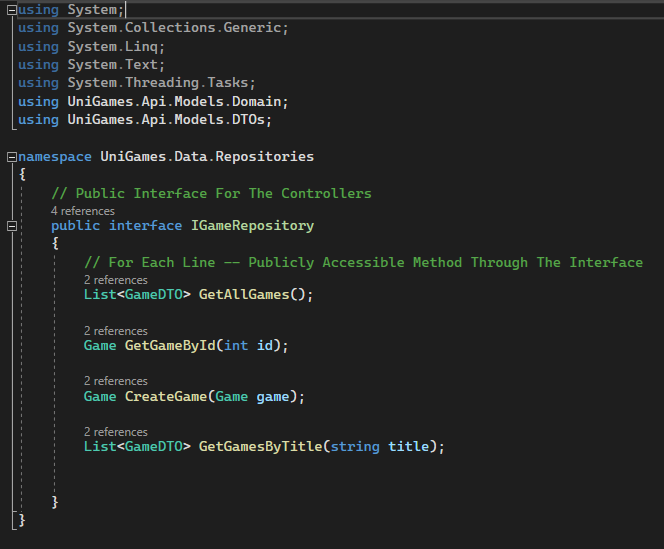 using System;
using System.Collections.Generic;
using System.Linq;
using System.Text;
using System.Threading.Tasks;
using UniGames.Api.Models.Domain;
using UniGames.Api.Models.DTOs;
namespace UniGames.Data.Repositories
{
// Public Interface For The Controllers
4 references
public interface IGameRepository
{
// For Each Line -- Publicly Accessible Method Through The Interface
2 references
List<GameDTO> GetAllGames();
2 references
Game GetGameById(int id);
2 references
Game CreateGame(Game game);
2 references
List<GameDTO> GetGamesByTitle(string title);
}
}